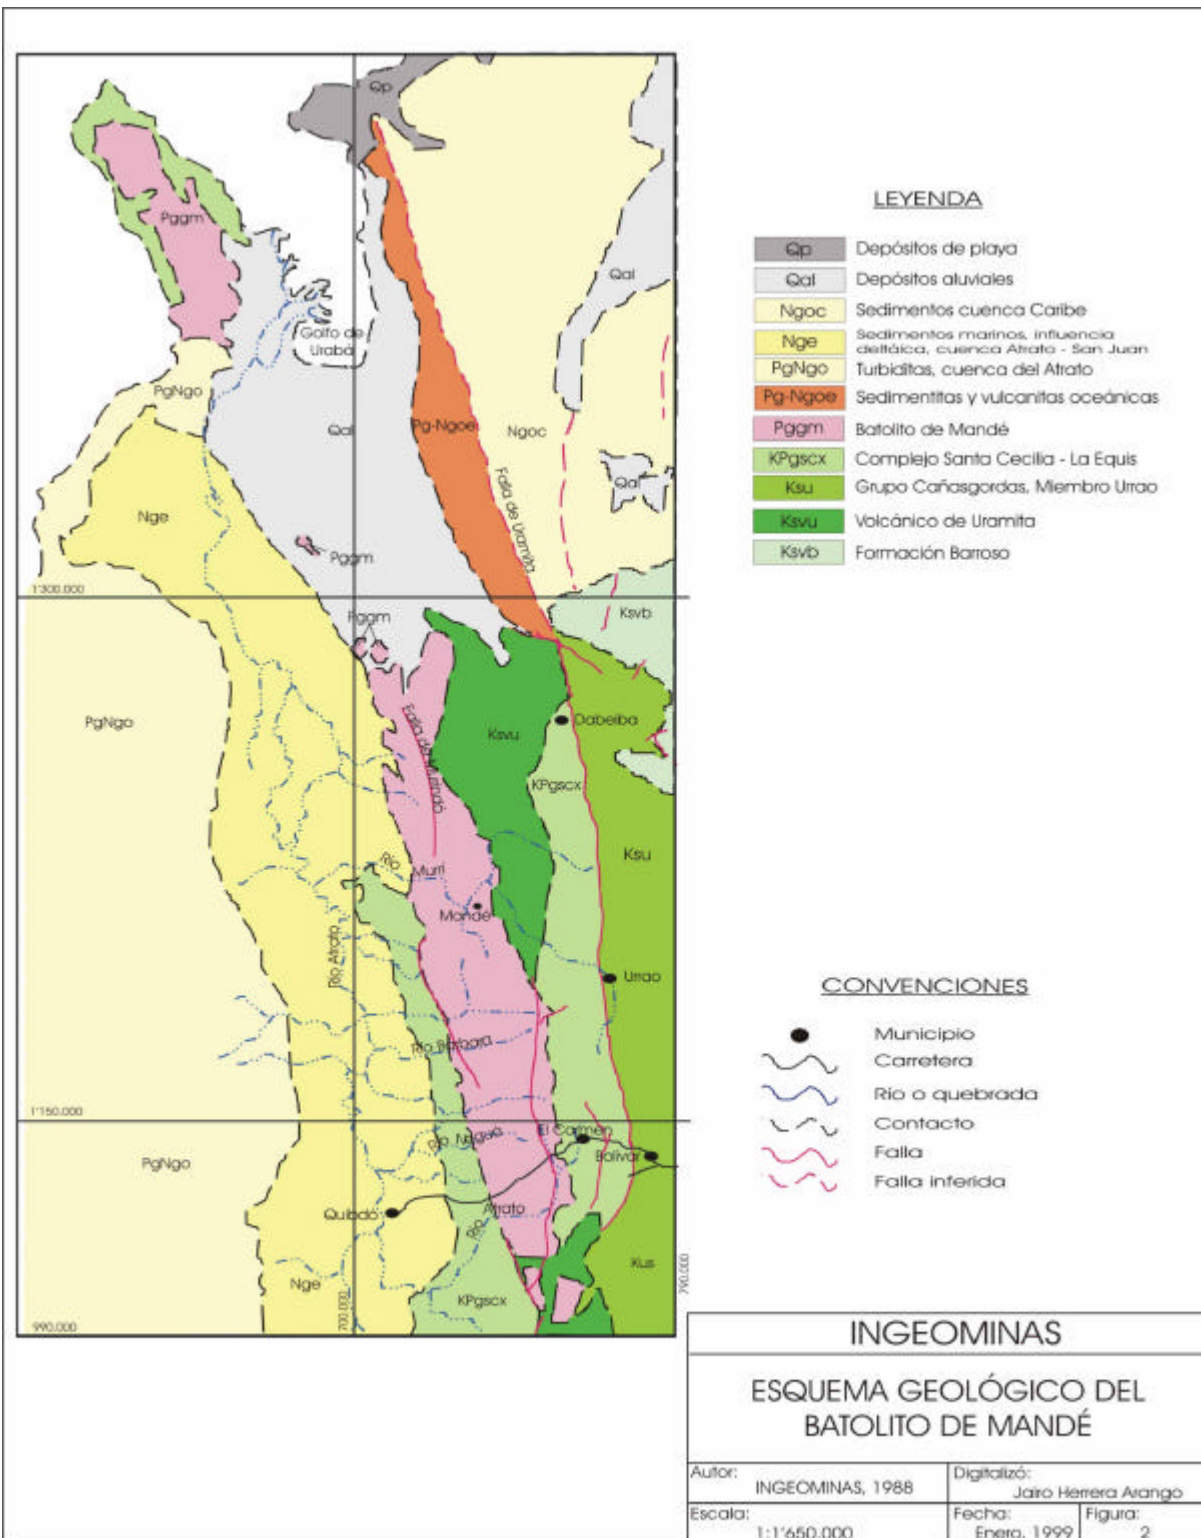 Qp
Pggm
Qal
Golfo de
Urabá
PgNgo
Qal
Pg-Ngoe
Ngoc
Falla de Uramita
Qal
Nge
Pggm
1'300.000
Pggm
Ksvb
PgNgo
Falla de Murindó
Ksvu
Dabeiba
KPgscx
Río
Murrí
Ksu
Mandé
Río Atrato
Urrao
Río Bárbara
1'150.000
Río Neguá
El Carmen
Bolívar
PgNgo
Quibdó
Río
Atrato
Kus
Nge
KPgscx
990.000
700.000
790.000
LEYENDA
Qp Depósitos de playa
Qal Depósitos aluviales
Ngoc Sedimentos cuenca Caribe
Nge Sedimentos marinos, influencia
deltáica, cuenca Atrato - San Juan
PgNgo Turbiditas, cuenca del Atrato
Pg-Ngoe Sedimentitas y vulcanitas oceánicas
Pggm Batolito de Mandé
KPgscx Complejo Santa Cecilia - La Equis
Ksu Grupo Cañasgordas, Miembro Urrao
Ksvu Volcánico de Uramita
Ksvb Formación Barroso
CONVENCIONES
Municipio
Carretera
Río o quebrada
Contacto
Falla
Falla inferida
INGEOMINAS
ESQUEMA GEOLÓGICO DEL
BATOLITO DE MANDÉ
Autor:
INGEOMINAS, 1988
Digitalizó:
Jairo Herrera Arango
Escala:
1:1'650.000
Fecha:
Enero, 1999
Figura:
2